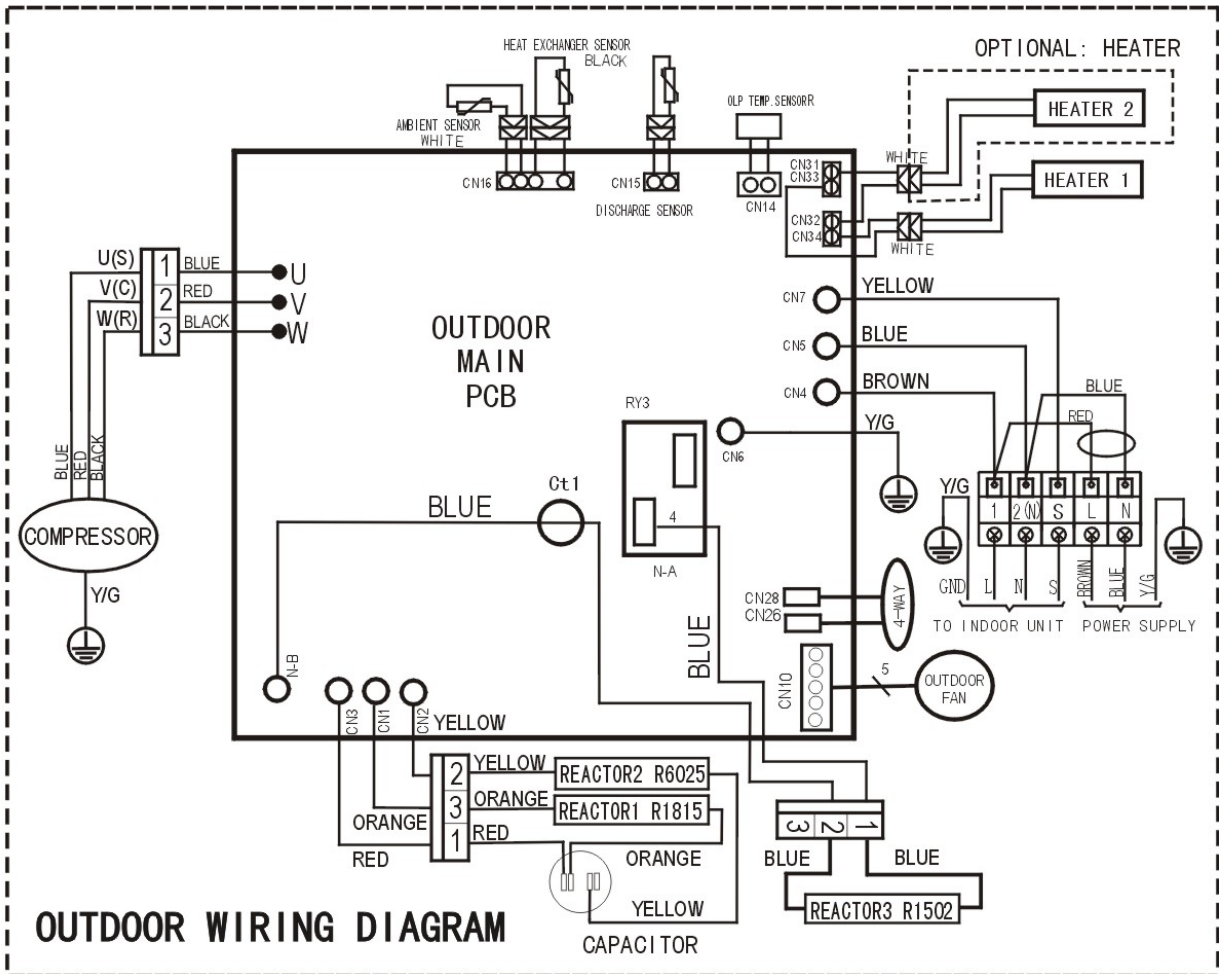 HEAT EXCHANGER SENSOR
BLACK
OPTIONAL: HEATER
AMBIENT SENSOR
WHITE
OLP TEMP.SENSORR
HEATER 2
HEATER 1
WHITE
WHITE
CN16
CN15
DISCHARGE SENSOR
CN14
CN31
CN33
CN32
CN34
U(S)
V(C)
W(R)
1
2
3
BLUE
RED
BLACK
U
V
W
OUTDOOR
MAIN
PCB
CN7
YELLOW
CN5
BLUE
CN4
BROWN
BLUE
RED
RY3
CN6
Y/G
Y/G
1
2(N)
S
L
N
BLUE
RED
BLACK
BLUE
Ct1
4
N-A
COMPRESSOR
Y/G
GND
L
N
S
BROWN
BLUE
Y/G
TO INDOOR UNIT
POWER SUPPLY
CN28
CN26
4-WAY
BLUE
CN10
5
OUTDOOR
FAN
N-B
CN3
CN1
CN2
YELLOW
2
3
1
YELLOW
REACTOR2 R6025
ORANGE
REACTOR1 R1815
ORANGE
RED
RED
ORANGE
YELLOW
CAPACITOR
3
2
1
BLUE
BLUE
REACTOR3 R1502
OUTDOOR WIRING DIAGRAM